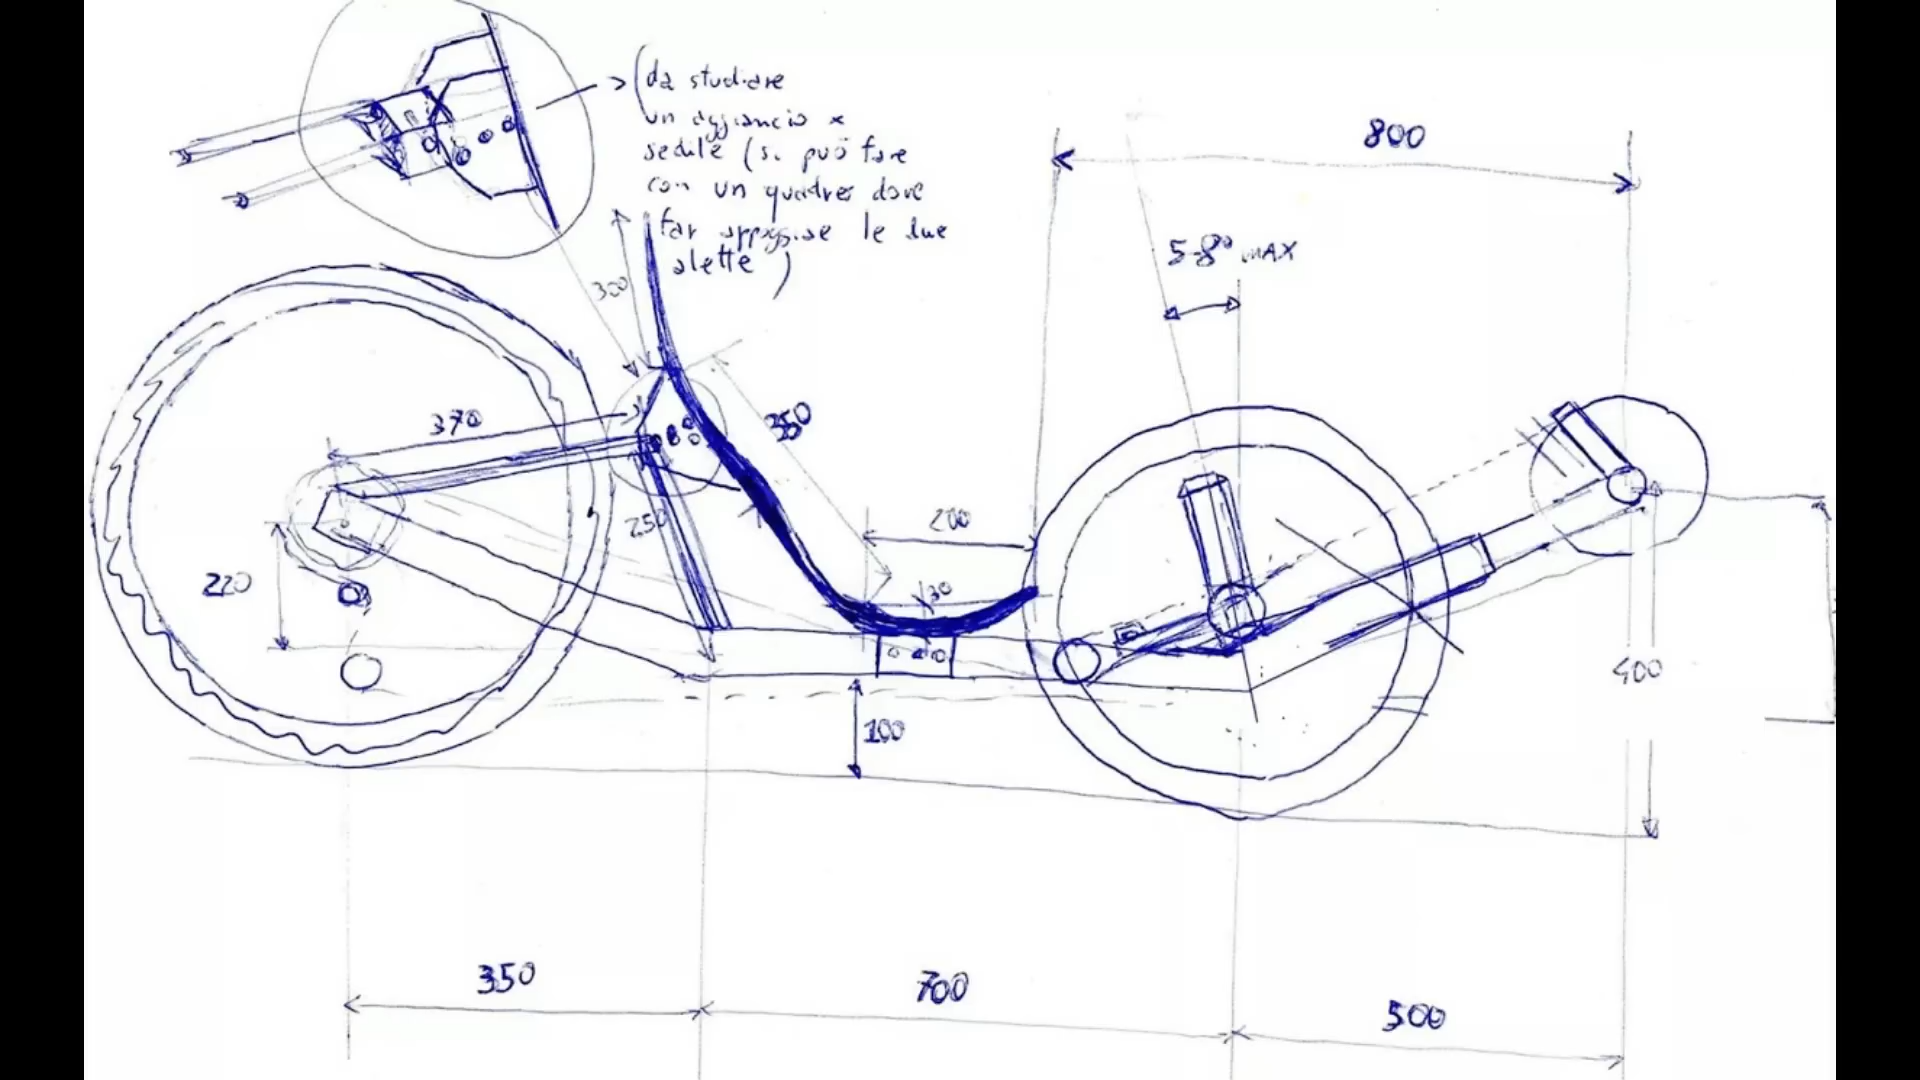 (da studiare
un aggancio x
sedile (si può fare
con un quadro dove
far appoggiare le due
alette)
800
5-8° MAX
300
370
350
250
200
30
220
400
100
350
700
500